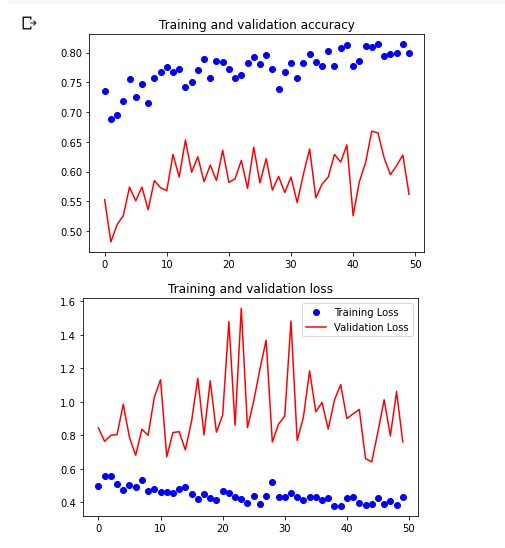 Training and validation accuracy
0.80
0.75
0.70
0.65
0.60
0.55
0.50
0 10 20 30 40 50
Training and validation loss
1.6
1.4
1.2
1.0
0.8
0.6
0.4
Training Loss
Validation Loss
0 10 20 30 40 50